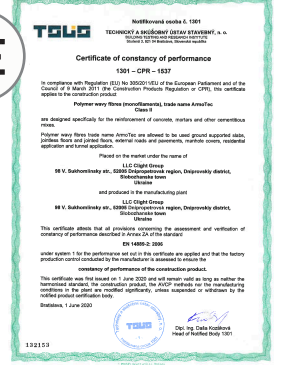 E
TSÚS
Notifikovaná osoba č. 1301
TECHNICKÝ A SKÚŠOBNÝ ÚSTAV STAVEBNÝ, n. o.
BUILDING TESTING AND RESEARCH INSTITUTE
Studená 3, 821 04 Bratislava, Slovenská republika
Certificate of constancy of performance
1301 – CPR – 1537
In compliance with Regulation (EU) No 305/2011/EU of the European Parliament and of the
Council of 9 March 2011 (the Construction Products Regulation or CPR), this certificate
applies to the construction product
Polymer wavy fibres (monofilaments), trade name ArmoTec
Class II
are designed specifically for the reinforcement of concrete, mortars and other cementitious
mixes.
Polymer wavy fibres trade name ArmoTec are allowed to be used ground supported slabs,
jointless floors and jointed floors, external roads and pavements, manhole covers, residential
application and tunnel application.
Placed on the market under the name of
LLC Clight Group
98 V. Sukhomlinsky str., 52005 Dnipropetrovsk region, Dniprovskiy district,
Slobozhanske town
Ukraine
and produced in the manufacturing plant
LLC Clight Group
98 V. Sukhomlinsky str., 52005 Dnipropetrovsk region, Dniprovskiy district,
Slobozhanske town
Ukraine
This certificate attests that all provisions concerning the assessment and verification of
constancy of performance described in Annex ZA of the standard
EN 14889-2: 2006
under system 1 for the performance set out in this certificate are applied and that the factory
production control conducted by the manufacturer is assessed to ensure the
constancy of performance of the construction product.
This certificate was first issued on 1 June 2020 and will remain valid as long as neither the
harmonised standard, the construction product, the AVCP methods nor the manufacturing
conditions in the plant are modified significantly, unless suspended or withdrawn by the
notified product certification body.
Bratislava, 1 June 2020
TSÚS
Dipl. Ing. Daša Kozáková
Head of Notified Body 1301
132153